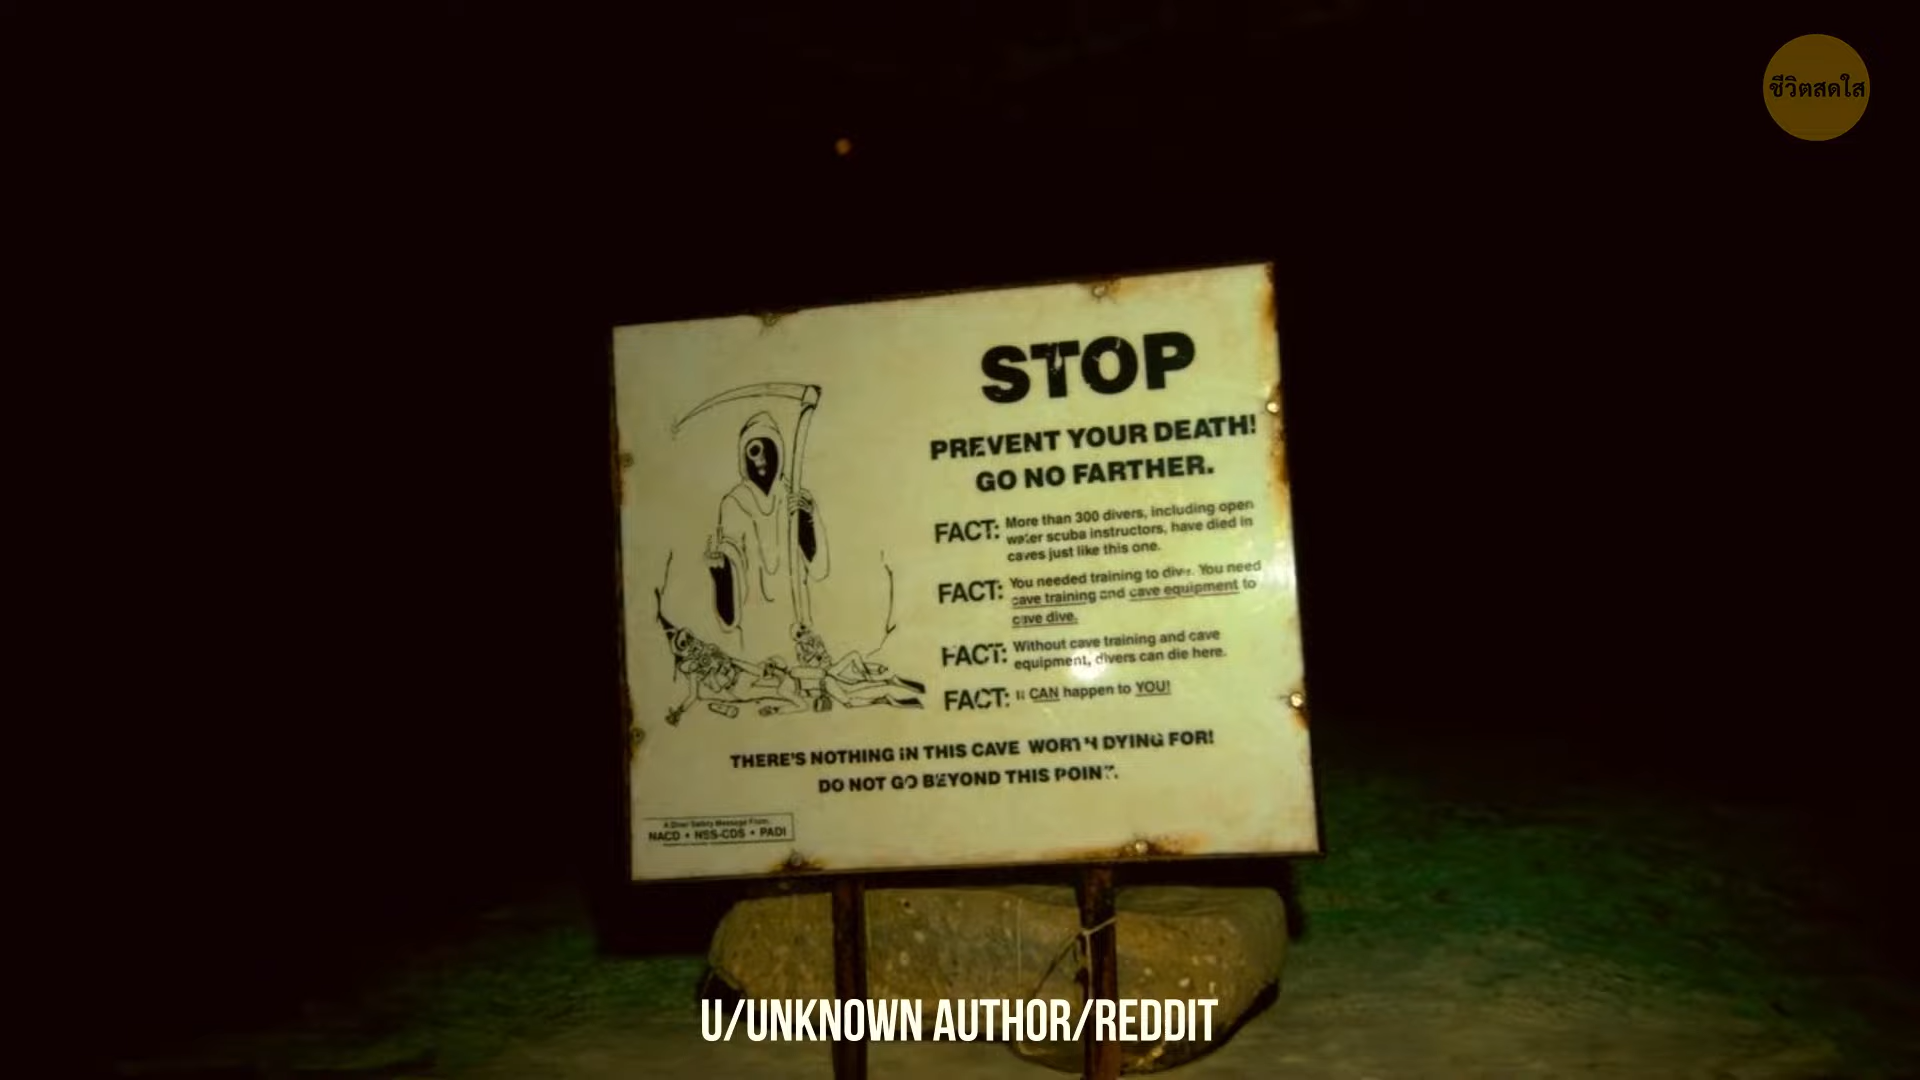 ชีวิตสดใส
STOP
PREVENT YOUR DEATH!
GO NO FARTHER.
FACT: More than 300 divers, including open
water scuba instructors, have died in
caves just like this one.
FACT: You needed training to dive. You need
cave training and cave equipment to
cave dive.
FACT: Without cave training and cave
equipment, divers can die here.
FACT: It CAN happen to YOU!
THERE'S NOTHING IN THIS CAVE WORTH DYING FOR!
DO NOT GO BEYOND THIS POINT.
A Diver Safety Message From:
NACD • NSS-CDS • PADI
U/UNKNOWN AUTHOR/REDDIT